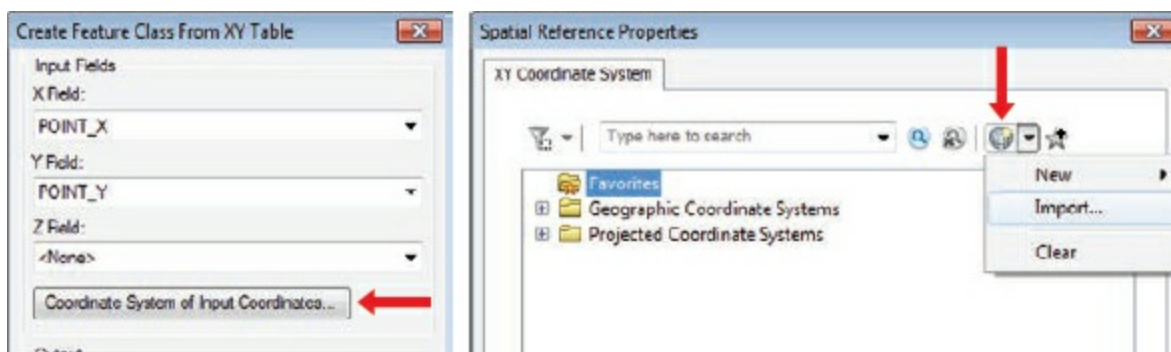 Create Feature Class From XY Table
Input Fields
X Field:
POINT_X
Y Field:
POINT_Y
Z Field:
<None>
Coordinate System of Input Coordinates...
Spatial Reference Properties
XY Coordinate System
Type here to search
Favorites
Geographic Coordinate Systems
Projected Coordinate Systems
New
Import...
Clear